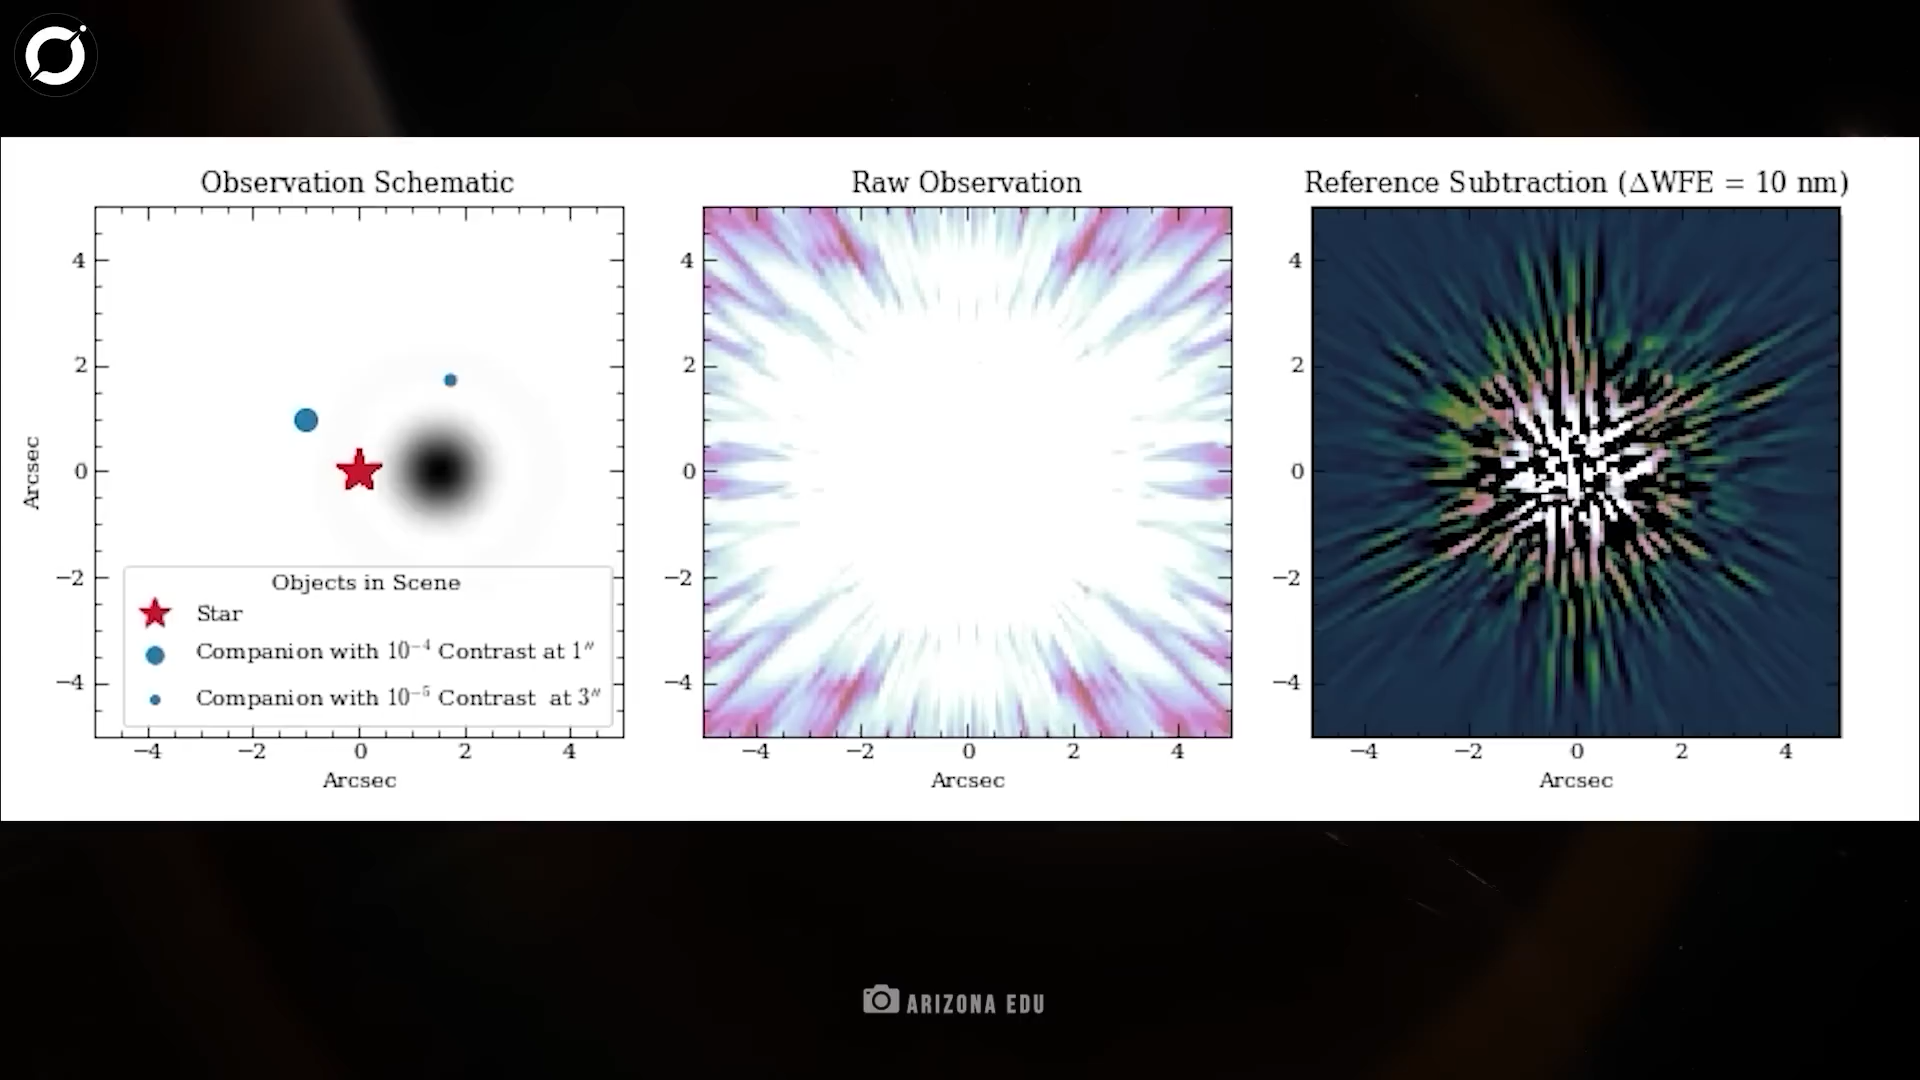 Observation Schematic
Raw Observation
Reference Subtraction (ΔWFE = 10 nm)
Arcsec
4
2
0
−2
−4
Objects in Scene
Star
Companion with 10⁻⁴ Contrast at 1″
Companion with 10⁻⁵ Contrast at 3″
−4 −2 0 2 4
Arcsec
4
2
0
−2
−4
−4 −2 0 2 4
Arcsec
4
2
0
−2
−4
−4 −2 0 2 4
Arcsec
ARIZONA EDU